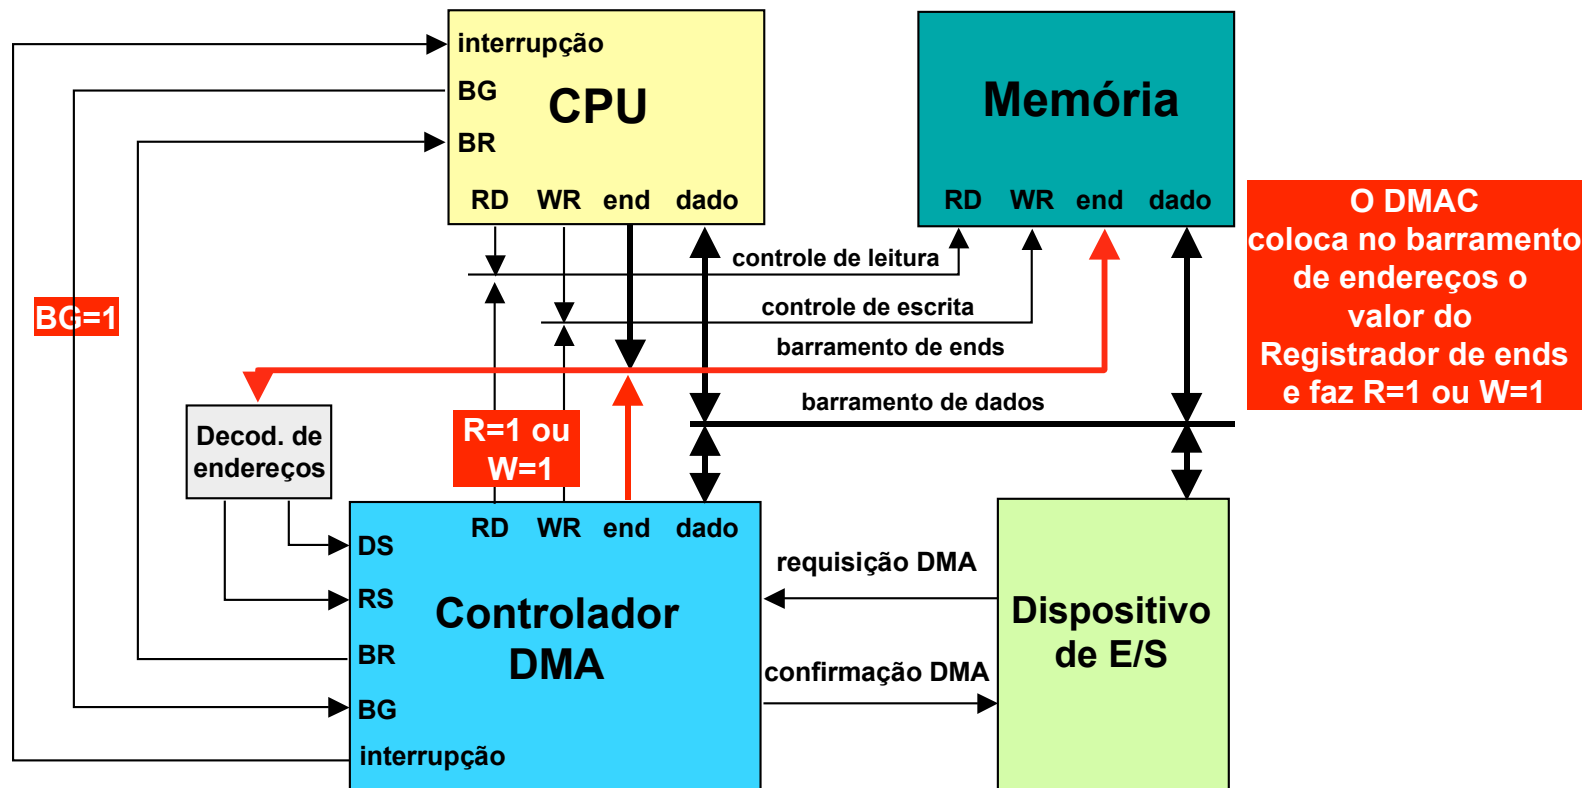 interrupção
BG
CPU
BR
RD WR end dado
Memória
RD WR end dado
O DMAC
coloca no barramento
de endereços o
valor do
Registrador de ends
e faz R=1 ou W=1
controle de leitura
BG=1
controle de escrita
barramento de ends
barramento de dados
R=1 ou
W=1
Decod. de
endereços
RD WR end dado
DS
RS
Controlador
DMA
BR
BG
interrupção
requisição DMA
confirmação DMA
Dispositivo
de E/S